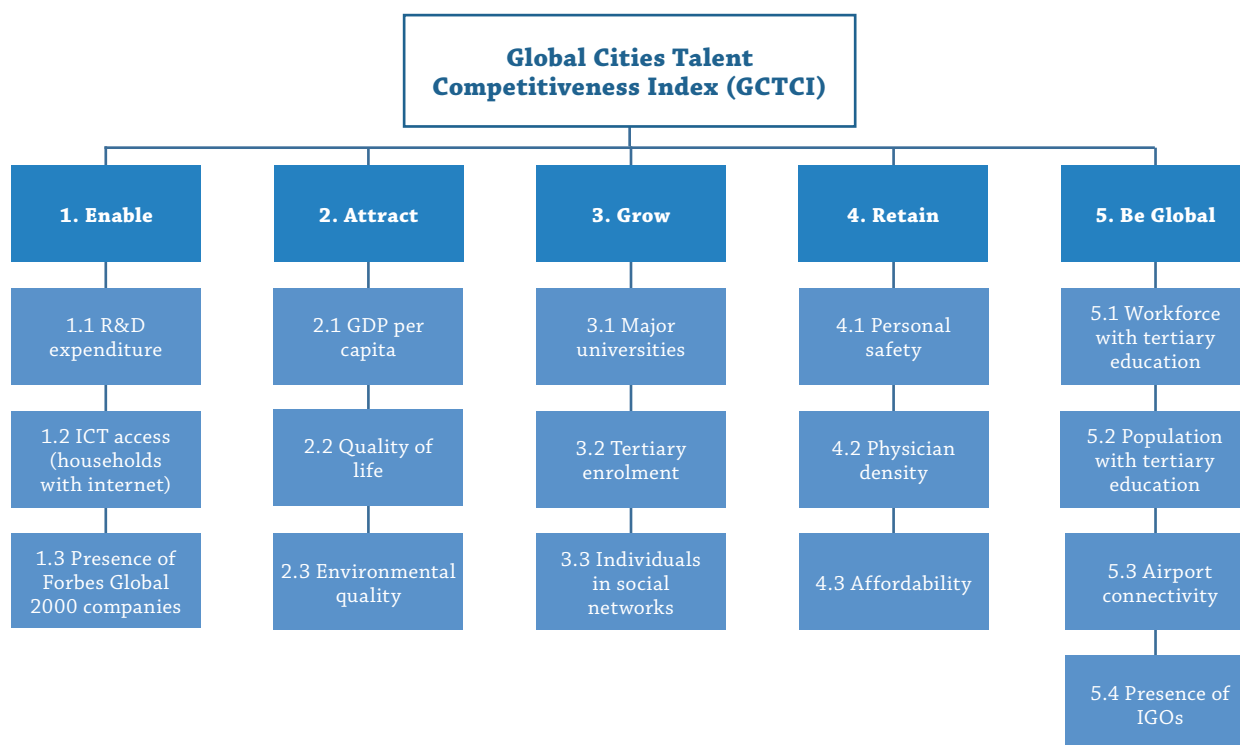 Global Cities Talent
Competitiveness Index (GCTCI)
1. Enable
1.1 R&D
expenditure
1.2 ICT access
(households
with internet)
1.3 Presence of
Forbes Global
2000 companies
2. Attract
2.1 GDP per
capita
2.2 Quality of
life
2.3 Environmental
quality
3. Grow
3.1 Major
universities
3.2 Tertiary
enrolment
3.3 Individuals
in social
networks
4. Retain
4.1 Personal
safety
4.2 Physician
density
4.3 Affordability
5. Be Global
5.1 Workforce
with tertiary
education
5.2 Population
with tertiary
education
5.3 Airport
connectivity
5.4 Presence of
IGOs